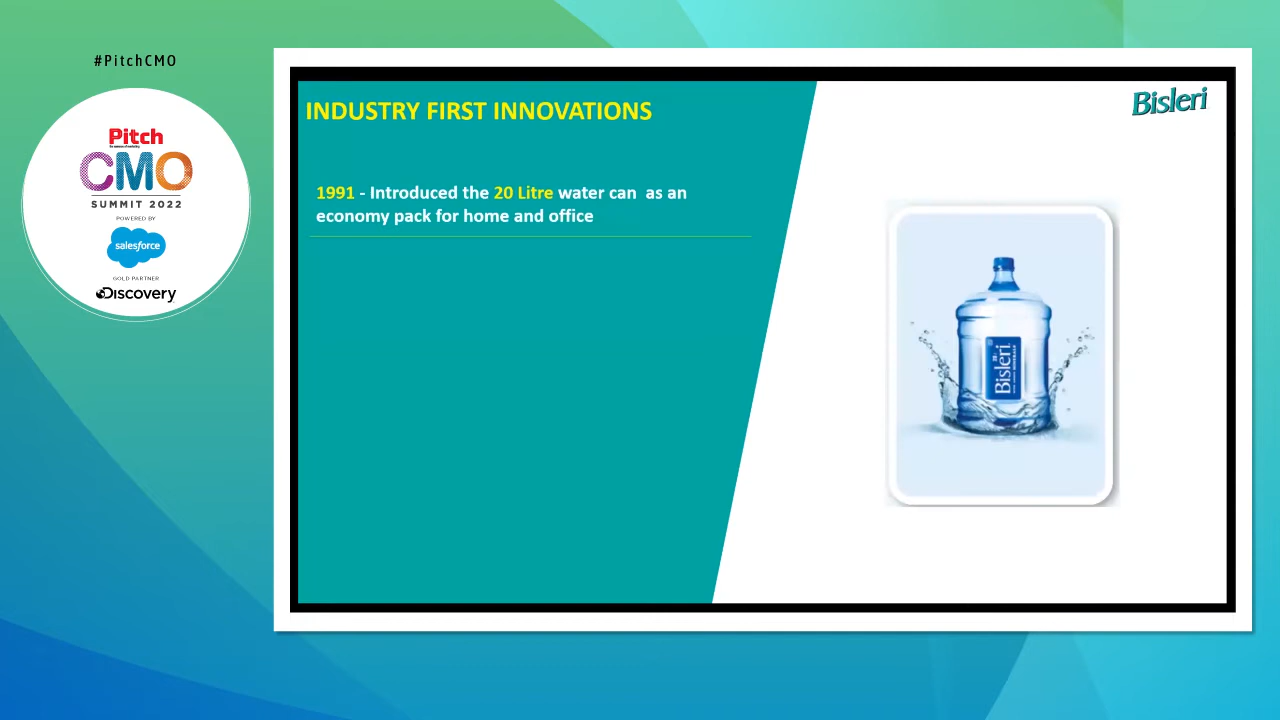 #PitchCMO
Pitch
CMO
SUMMIT 2022
POWERED BY
salesforce
GOLD PARTNER
Discovery
INDUSTRY FIRST INNOVATIONS
1991 - Introduced the 20 Litre water can as an
economy pack for home and office
Bisleri
Bisleri